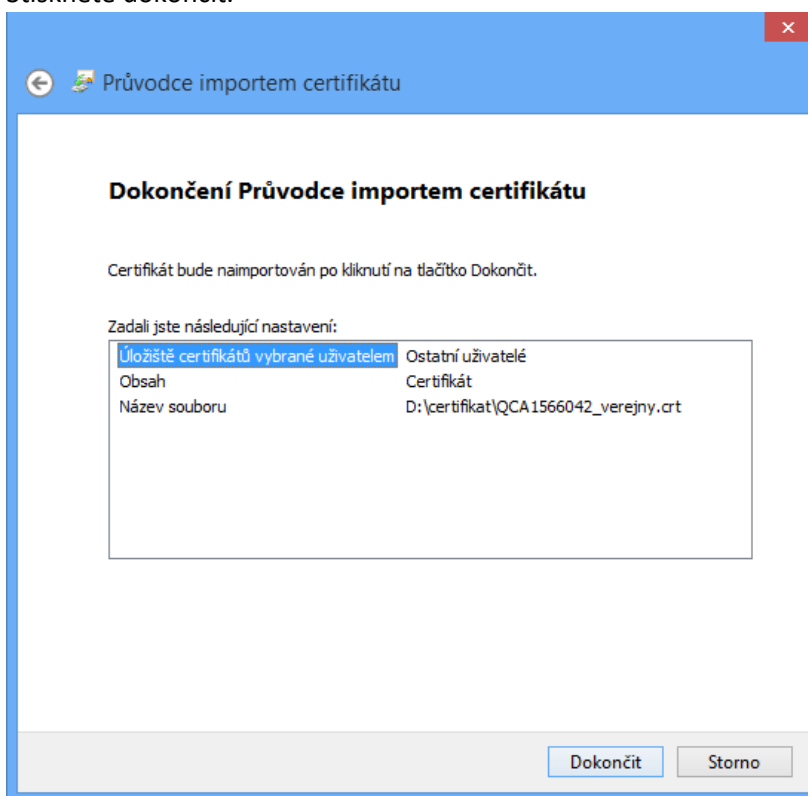 Stiskněte dokončit.
Průvodce importem certifikátu
Dokončení Průvodce importem certifikátu
Certifikát bude naimportován po kliknutí na tlačítko Dokončit.
Zadali jste následující nastavení:
Úložiště certifikátů vybrané uživatelem Ostatní uživatelé
Obsah Certifikát
Název souboru D:\certifikat\QCA1566042_verejny.crt
Dokončit Storno